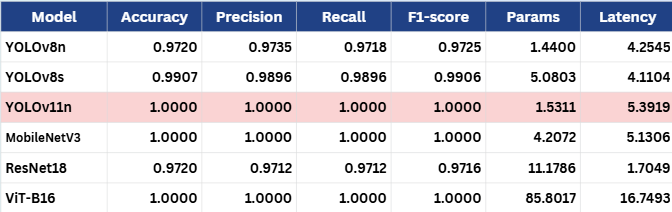 Model Accuracy Precision Recall F1-score Params Latency
YOLOv8n 0.9720 0.9735 0.9718 0.9725 1.4400 4.2545
YOLOv8s 0.9907 0.9896 0.9896 0.9906 5.0803 4.1104
YOLOv11n 1.0000 1.0000 1.0000 1.0000 1.5311 5.3919
MobileNetV3 1.0000 1.0000 1.0000 1.0000 4.2072 5.1306
ResNet18 0.9720 0.9712 0.9712 0.9716 11.1786 1.7049
ViT-B16 1.0000 1.0000 1.0000 1.0000 85.8017 16.7493